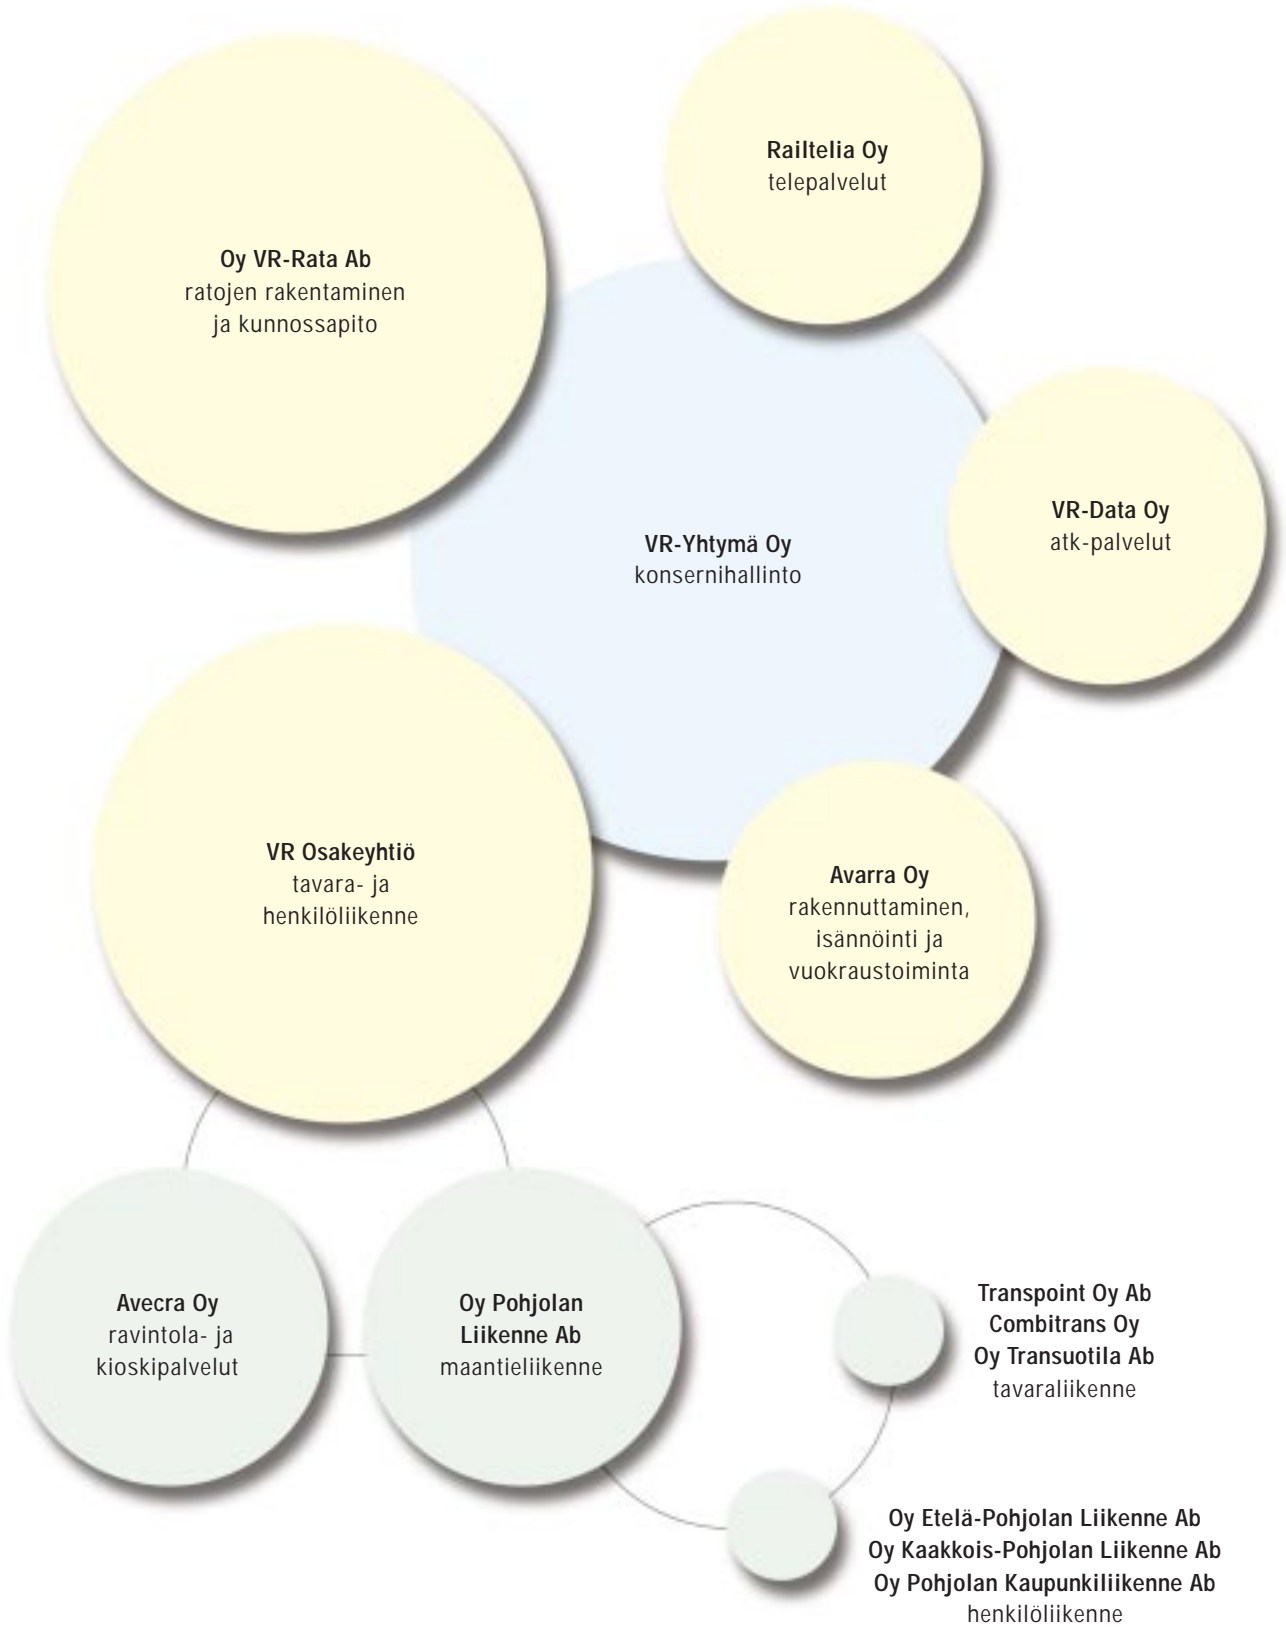 Railtelia Oy
telepalvelut
Oy VR-Rata Ab
ratojen rakentaminen
ja kunnossapito
VR-Data Oy
atk-palvelut
VR-Yhtymä Oy
konsernihallinto
VR Osakeyhtiö
tavara- ja
henkilöliikenne
Avarra Oy
rakennuttaminen,
isännöinti ja
vuokraustoiminta
Avecra Oy
ravintola- ja
kioskipalvelut
Oy Pohjolan
Liikenne Ab
maantieliikenne
Transpoint Oy Ab
Combitrans Oy
Oy Transuotila Ab
tavaraliikenne
Oy Etelä-Pohjolan Liikenne Ab
Oy Kaakkois-Pohjolan Liikenne Ab
Oy Pohjolan Kaupunkiliikenne Ab
henkilöliikenne